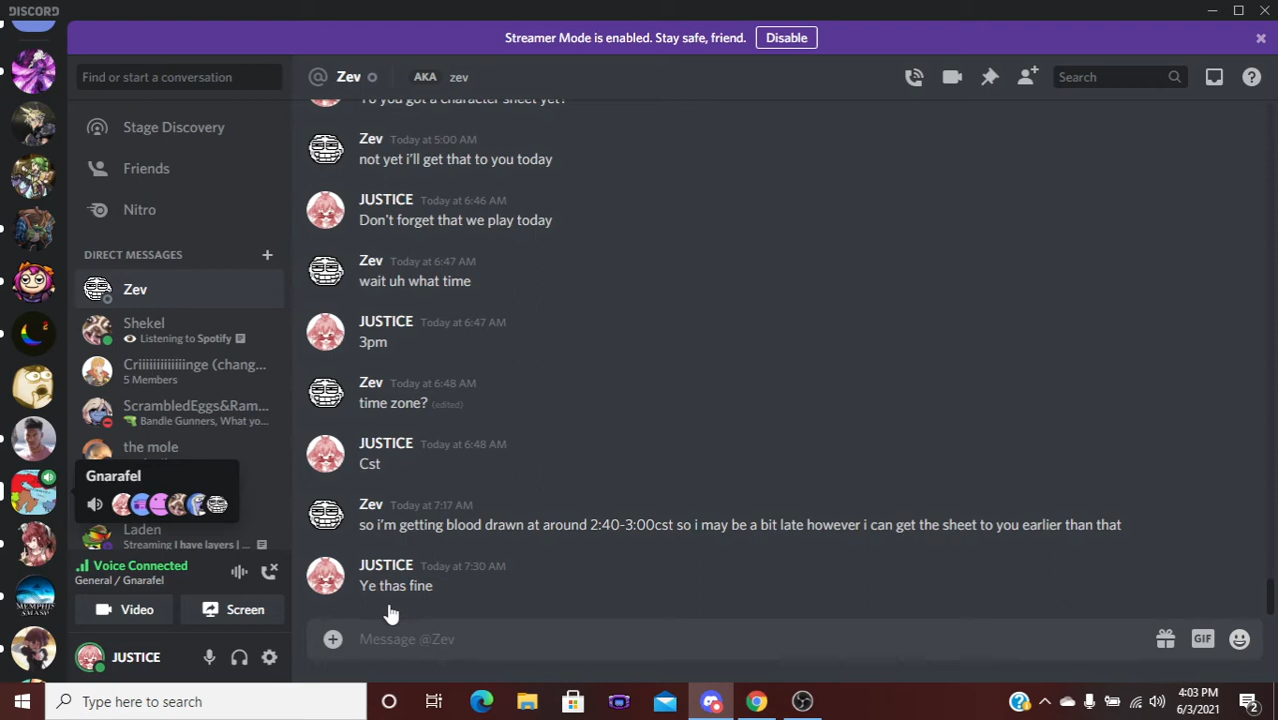 DISCORD
Streamer Mode is enabled. Stay safe, friend. Disable
Find or start a conversation
Zev AKA zev
Search
Stage Discovery
Friends
Nitro
DIRECT MESSAGES
Zev
Shekel
Listening to Spotify
Criiiiiiiiiiiiinge (chang...
5 Members
ScrambledEggs&Ram...
Bandle Gunners, What yo...
the mole
Gnarafel
Laden
Streaming I have layers | ...
Voice Connected
General / Gnarafel
Video
Screen
JUSTICE
Yo you got a character sheet yet?
Zev Today at 5:00 AM
not yet i'll get that to you today
JUSTICE Today at 6:46 AM
Don't forget that we play today
Zev Today at 6:47 AM
wait uh what time
JUSTICE Today at 6:47 AM
3pm
Zev Today at 6:48 AM
time zone? (edited)
JUSTICE Today at 6:48 AM
Cst
Zev Today at 7:17 AM
so i'm getting blood drawn at around 2:40-3:00cst so i may be a bit late however i can get the sheet to you earlier than that
JUSTICE Today at 7:30 AM
Ye thas fine
Message @Zev
GIF
Type here to search
4:03 PM
6/3/2021
2